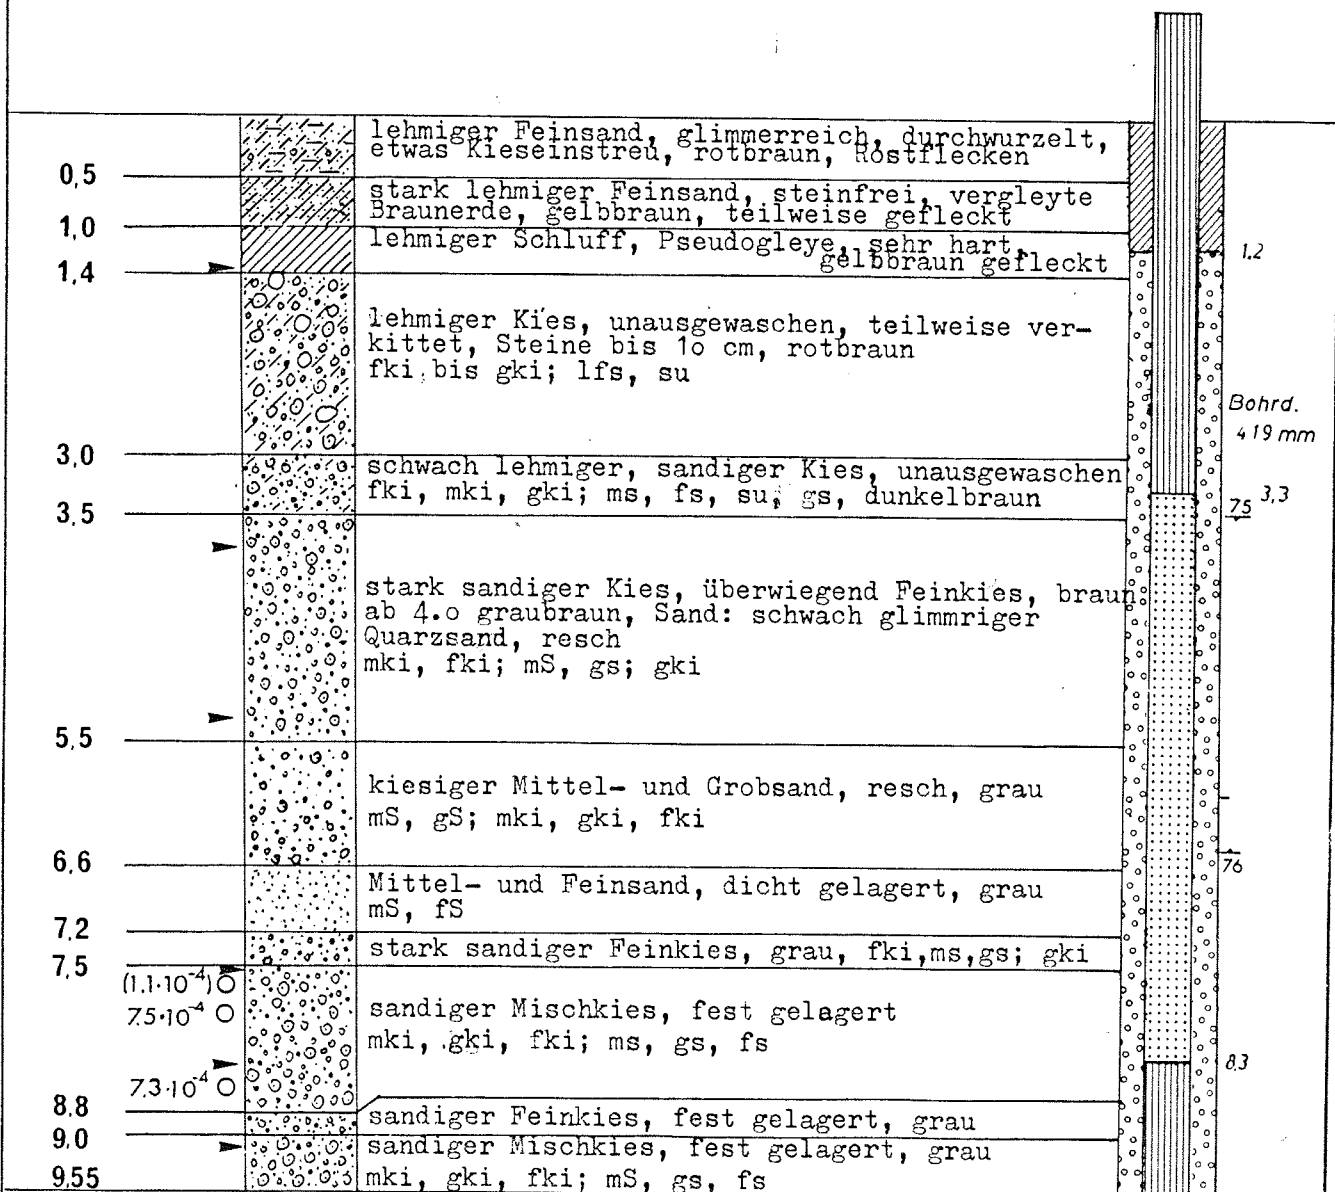 lehmiger Feinsand, glimmerreich, durchwurzelt,
etwas Kieseinstreu, rotbraun, Rostflecken
0,5
stark lehmiger Feinsand, steinfrei, vergleyte
Braunerde, gelbbraun, teilweise gefleckt
1,0
lehmiger Schluff, Pseudogleye, sehr hart,
gelbbraun gefleckt
1,2
1,4
lehmiger Kies, unausgewaschen, teilweise ver-
kittet, Steine bis 1o cm, rotbraun
fki bis gki; lfs, su
Bohrd.
419 mm
3,0
schwach lehmiger, sandiger Kies, unausgewaschen
fki, mki, gki; ms, fs, su, gs, dunkelbraun
3,3
75
3,5
stark sandiger Kies, überwiegend Feinkies, braun
ab 4.o graubraun, Sand: schwach glimmriger
Quarzsand, resch
mki, fki; mS, gs; gki
5,5
kiesiger Mittel- und Grobsand, resch, grau
mS, gS; mki, gki, fki
76
6,6
Mittel- und Feinsand, dicht gelagert, grau
mS, fS
7,2
stark sandiger Feinkies, grau, fki,ms,gs; gki
7,5
(1,1·10⁻⁴)
7,5·10⁻⁴
sandiger Mischkies, fest gelagert
mki, gki, fki; ms, gs, fs
8,3
7,3·10⁻⁴
8,8
sandiger Feinkies, fest gelagert, grau
9,0
sandiger Mischkies, fest gelagert, grau
mki, gki, fki; mS, gs, fs
9,55